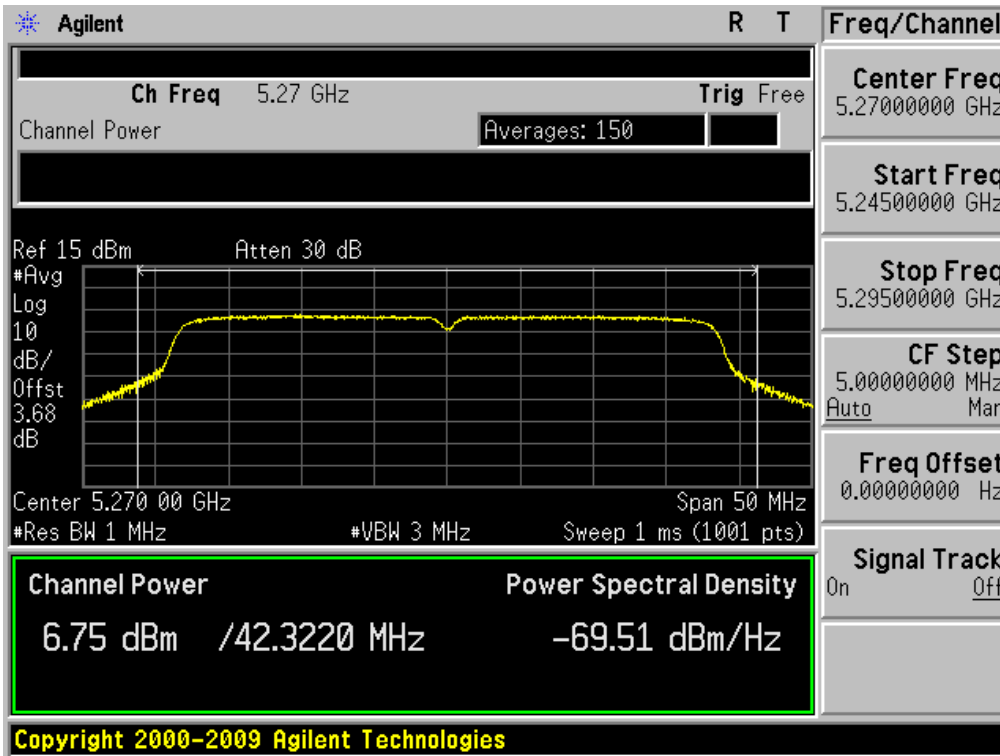 Agilent R T
Freq/Channel
Ch Freq 5.27 GHz Trig Free
Channel Power Averages: 150
Center Freq
5.27000000 GHz
Start Freq
5.24500000 GHz
Stop Freq
5.29500000 GHz
CF Step
5.00000000 MHz
Auto Man
Freq Offset
0.00000000 Hz
Signal Track
On Off
Ref 15 dBm Atten 30 dB
#Avg
Log
10
dB/
Offst
3.68
dB
Center 5.270 00 GHz Span 50 MHz
#Res BW 1 MHz #VBW 3 MHz Sweep 1 ms (1001 pts)
Channel Power Power Spectral Density
6.75 dBm /42.3220 MHz -69.51 dBm/Hz
Copyright 2000-2009 Agilent Technologies